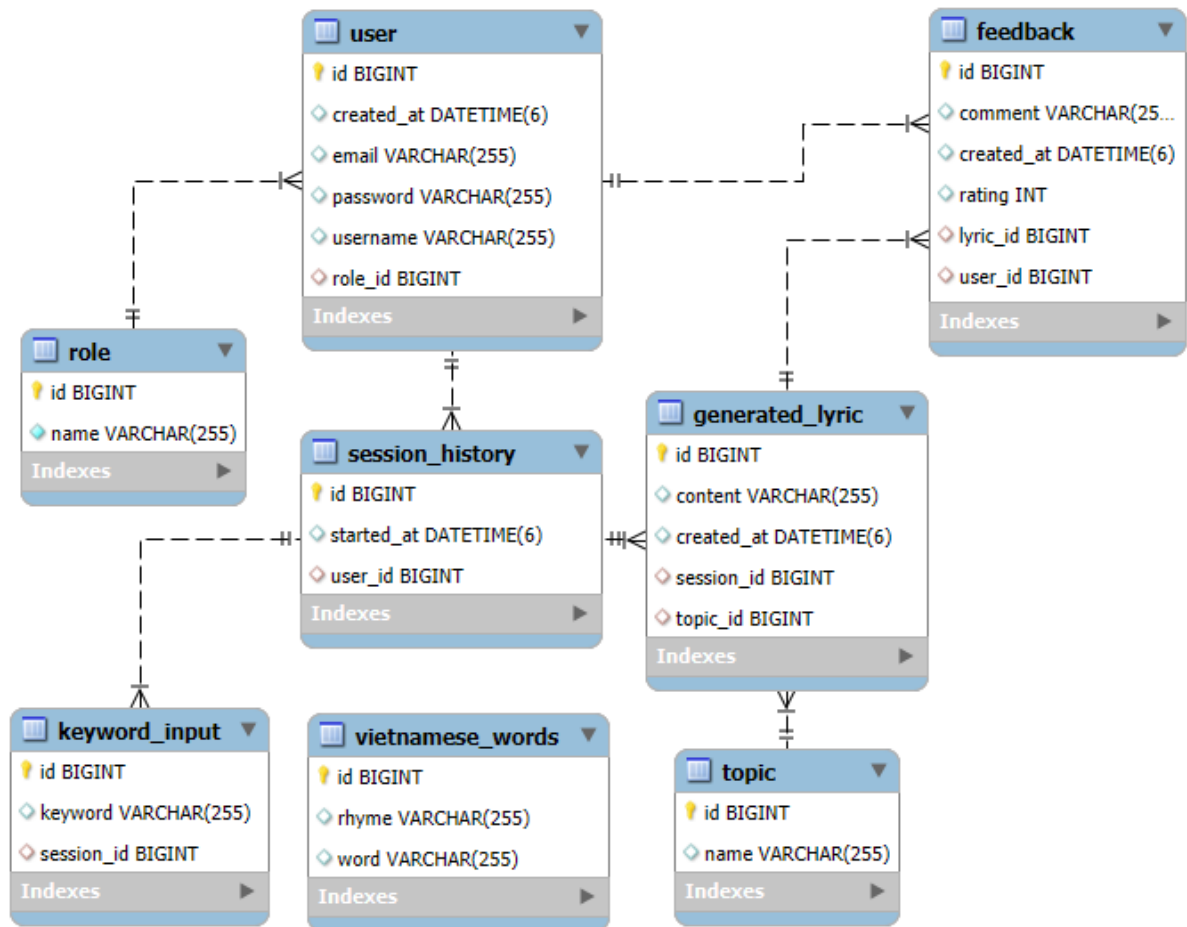 user
id BIGINT
created_at DATETIME(6)
email VARCHAR(255)
password VARCHAR(255)
username VARCHAR(255)
role_id BIGINT
Indexes
feedback
id BIGINT
comment VARCHAR(25...
created_at DATETIME(6)
rating INT
lyric_id BIGINT
user_id BIGINT
Indexes
role
id BIGINT
name VARCHAR(255)
Indexes
session_history
id BIGINT
started_at DATETIME(6)
user_id BIGINT
Indexes
generated_lyric
id BIGINT
content VARCHAR(255)
created_at DATETIME(6)
session_id BIGINT
topic_id BIGINT
Indexes
keyword_input
id BIGINT
keyword VARCHAR(255)
session_id BIGINT
Indexes
vietnamese_words
id BIGINT
rhyme VARCHAR(255)
word VARCHAR(255)
Indexes
topic
id BIGINT
name VARCHAR(255)
Indexes